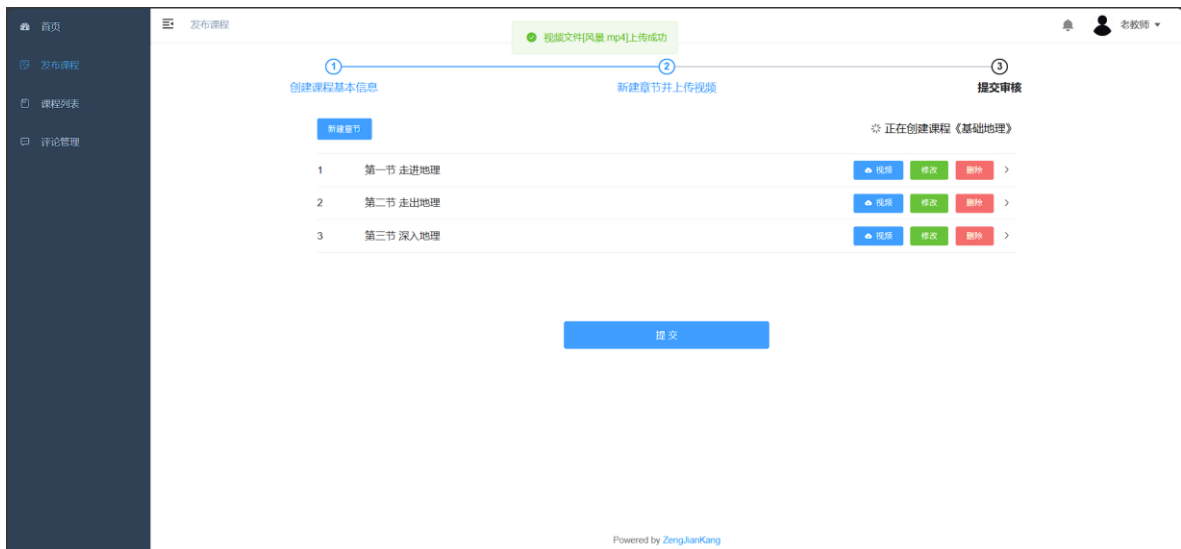 首页
发布课程
课程列表
评论管理
发布课程
视频文件[风景.mp4]上传成功
老教师
1 2 3
创建课程基本信息 新建章节并上传视频 提交审核
新建章节 正在创建课程《基础地理》
1 第一节 走进地理 视频 修改 删除
2 第二节 走出地理 视频 修改 删除
3 第三节 深入地理 视频 修改 删除
提 交
Powered by ZengJianKang